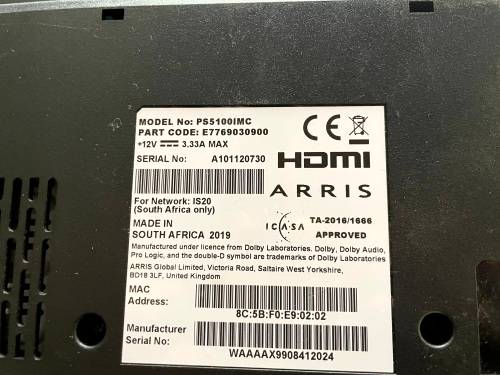 MODEL No: PS5100IMC
PART CODE: E7769030900
+12V 3.33A MAX
SERIAL No: A101120730
HDMI
ARRIS
For Network: IS20
(South Africa only)
MADE IN
SOUTH AFRICA 2019
ICASA
TA-2016/1666
APPROVED
Manufactured under licence from Dolby Laboratories. Dolby, Dolby Audio,
Pro Logic, and the double-D symbol are trademarks of Dolby Laboratories
ARRIS Global Limited, Victoria Road, Saltaire West Yorkshire,
BD18 3LF, United Kingdom
MAC
Address:
8C:5B:F0:E9:02:02
Manufacturer
Serial No:
WAAAAX9908412024